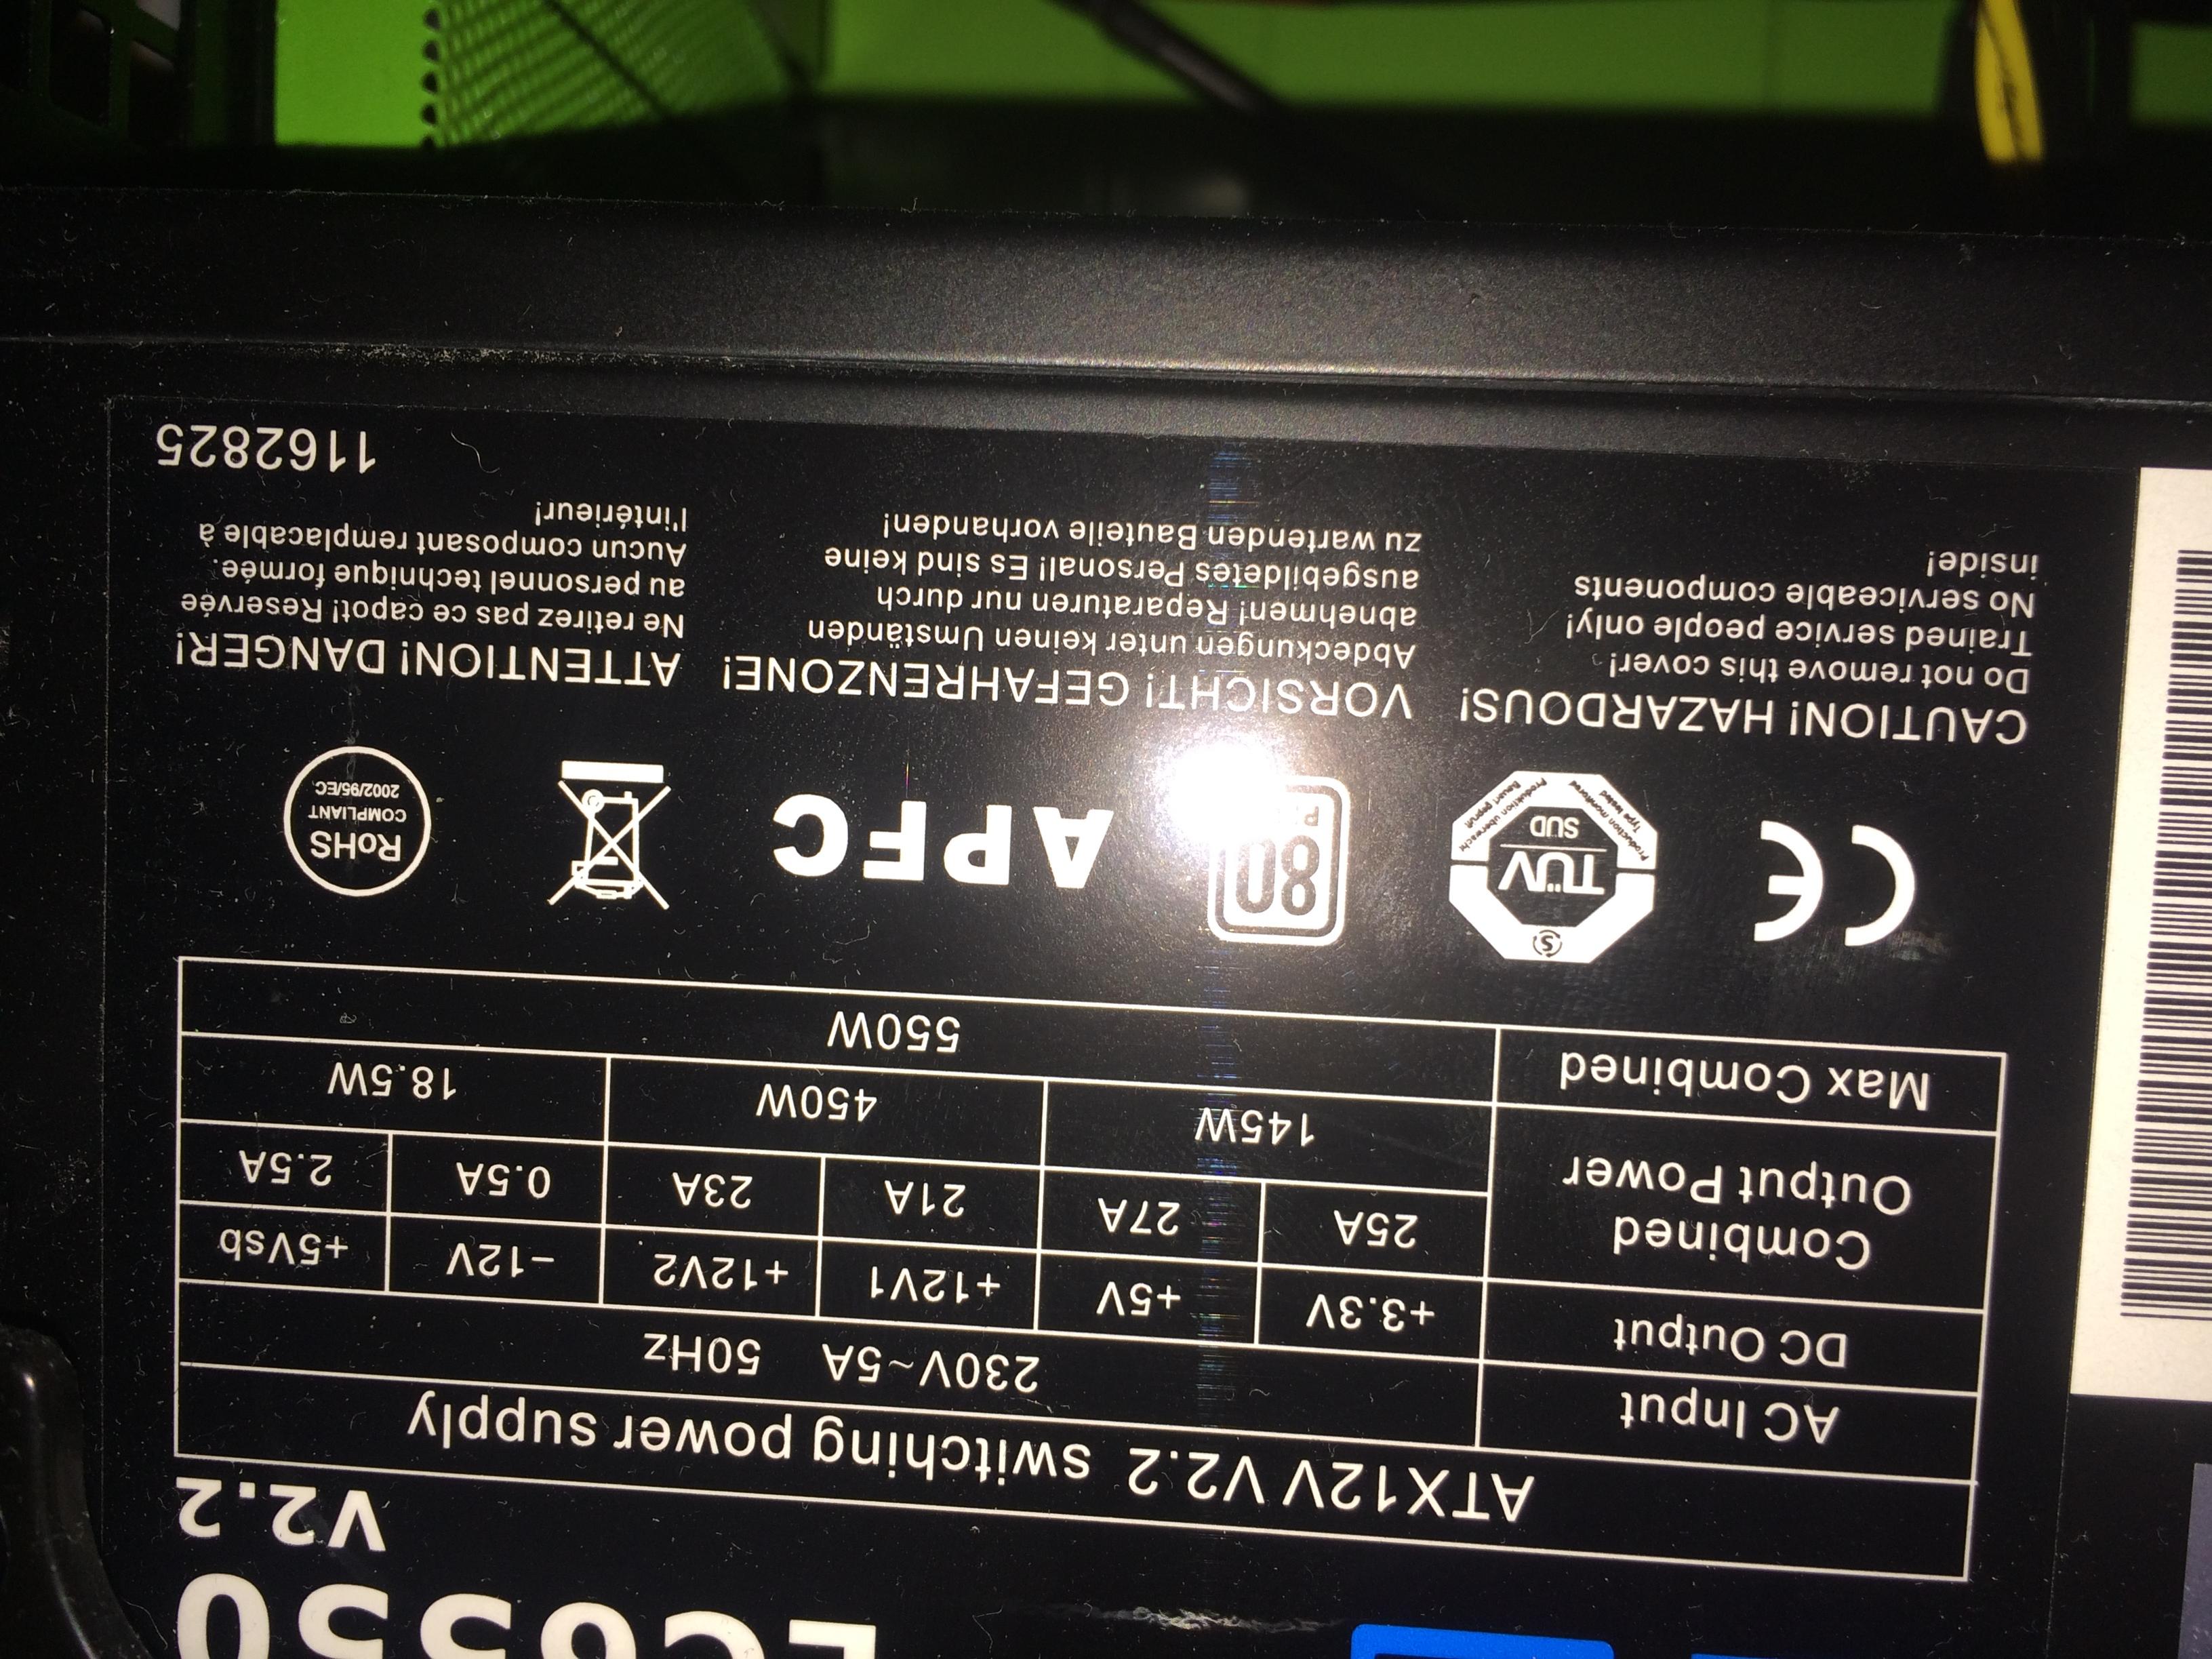 LC6550
V2.2
ATX12V V2.2 switching power supply
AC Input 230V~5A 50Hz
DC Output +3.3V +5V +12V1 +12V2 -12V +5Vsb
25A 27A 21A 23A 0.5A 2.5A
Combined
Output Power
145W 450W 18.5W
Max Combined 550W
CE
TÜV
SUD
80
APFC
RoHS
COMPLIANT
2002/95/EC
CAUTION! HAZARDOUS!
Do not remove this cover!
Trained service people only!
No serviceable components
inside!
VORSICHT! GEFAHRENZONE!
Abdeckungen unter keinen Umständen
abnehmen! Reparaturen nur durch
ausgebildetes Personal! Es sind keine
zu wartenden Bauteile vorhanden!
ATTENTION! DANGER!
Ne retirez pas ce capot! Reservée
au personnel technique formée.
Aucun composant remplacable à
l'intérieur!
1162825